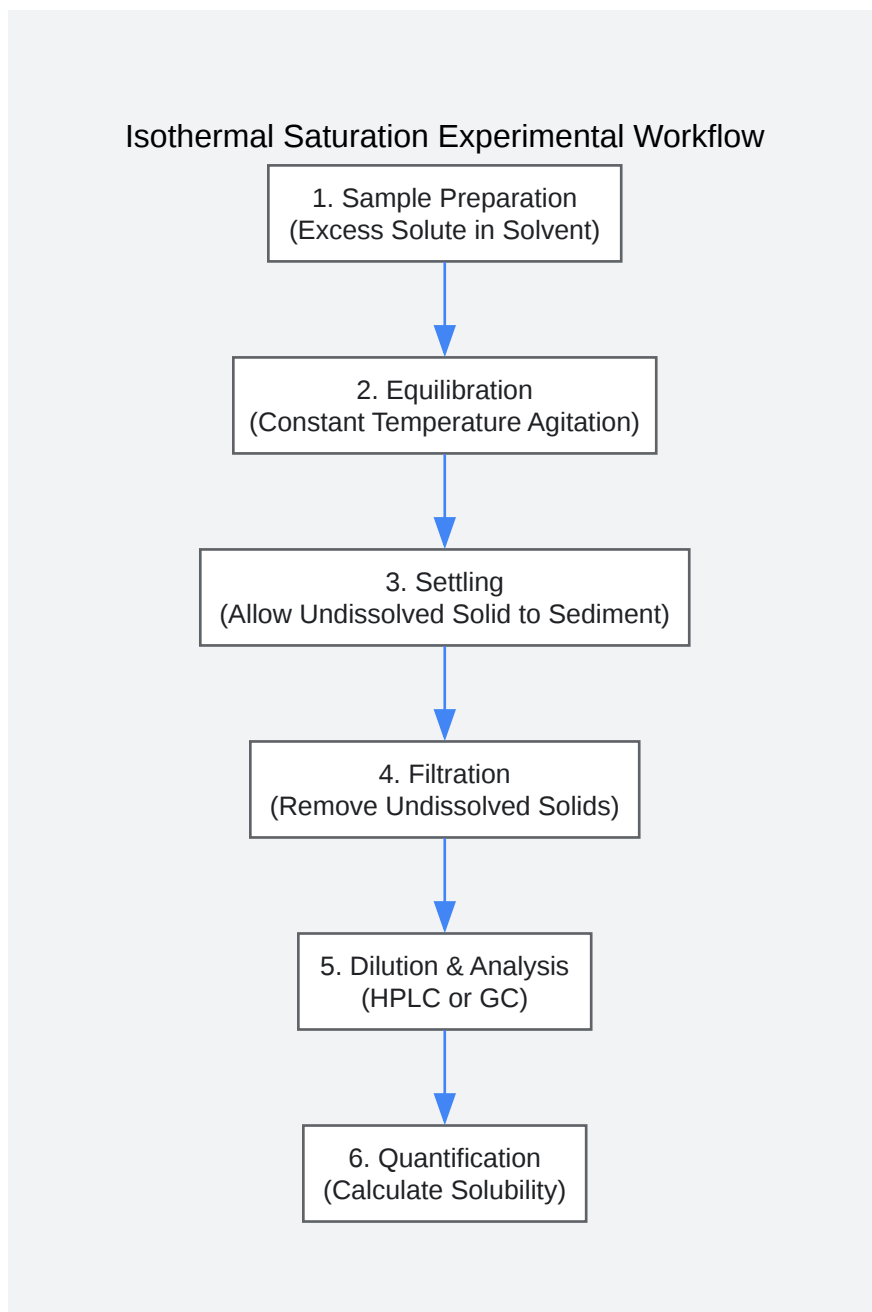 Isothermal Saturation Experimental Workflow
1. Sample Preparation
(Excess Solute in Solvent)
2. Equilibration
(Constant Temperature Agitation)
3. Settling
(Allow Undissolved Solid to Sediment)
4. Filtration
(Remove Undissolved Solids)
5. Dilution & Analysis
(HPLC or GC)
6. Quantification
(Calculate Solubility)